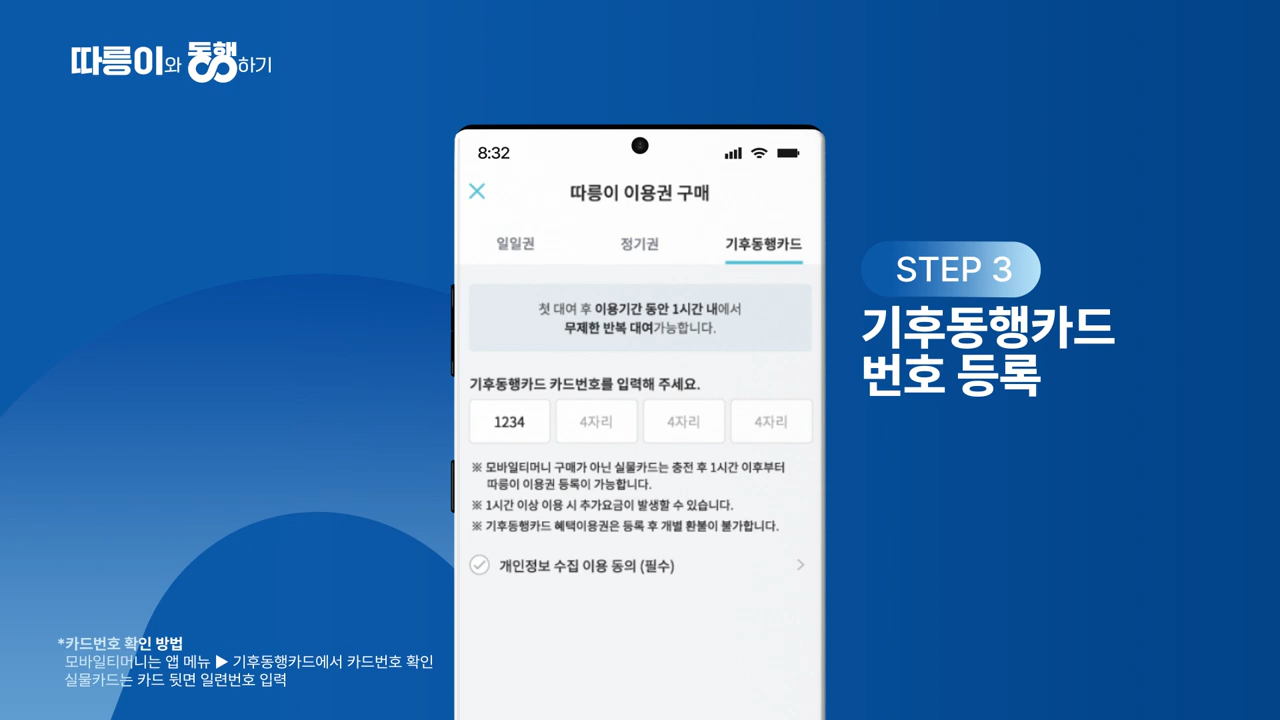 따릉이와 동행하기
8:32
따릉이 이용권 구매
일일권 정기권 기후동행카드
첫 대여 후 이용기간 동안 1시간 내에서
무제한 반복 대여가능합니다.
기후동행카드 카드번호를 입력해 주세요.
1234 4자리 4자리 4자리
※ 모바일티머니 구매가 아닌 실물카드는 충전 후 1시간 이후부터
따릉이 이용권 등록이 가능합니다.
※ 1시간 이상 이용 시 추가요금이 발생할 수 있습니다.
※ 기후동행카드 혜택이용권은 등록 후 개별 환불이 불가합니다.
개인정보 수집 이용 동의 (필수)
STEP 3
기후동행카드
번호 등록
*카드번호 확인 방법
모바일티머니는 앱 메뉴 ▶ 기후동행카드에서 카드번호 확인
실물카드는 카드 뒷면 일련번호 입력